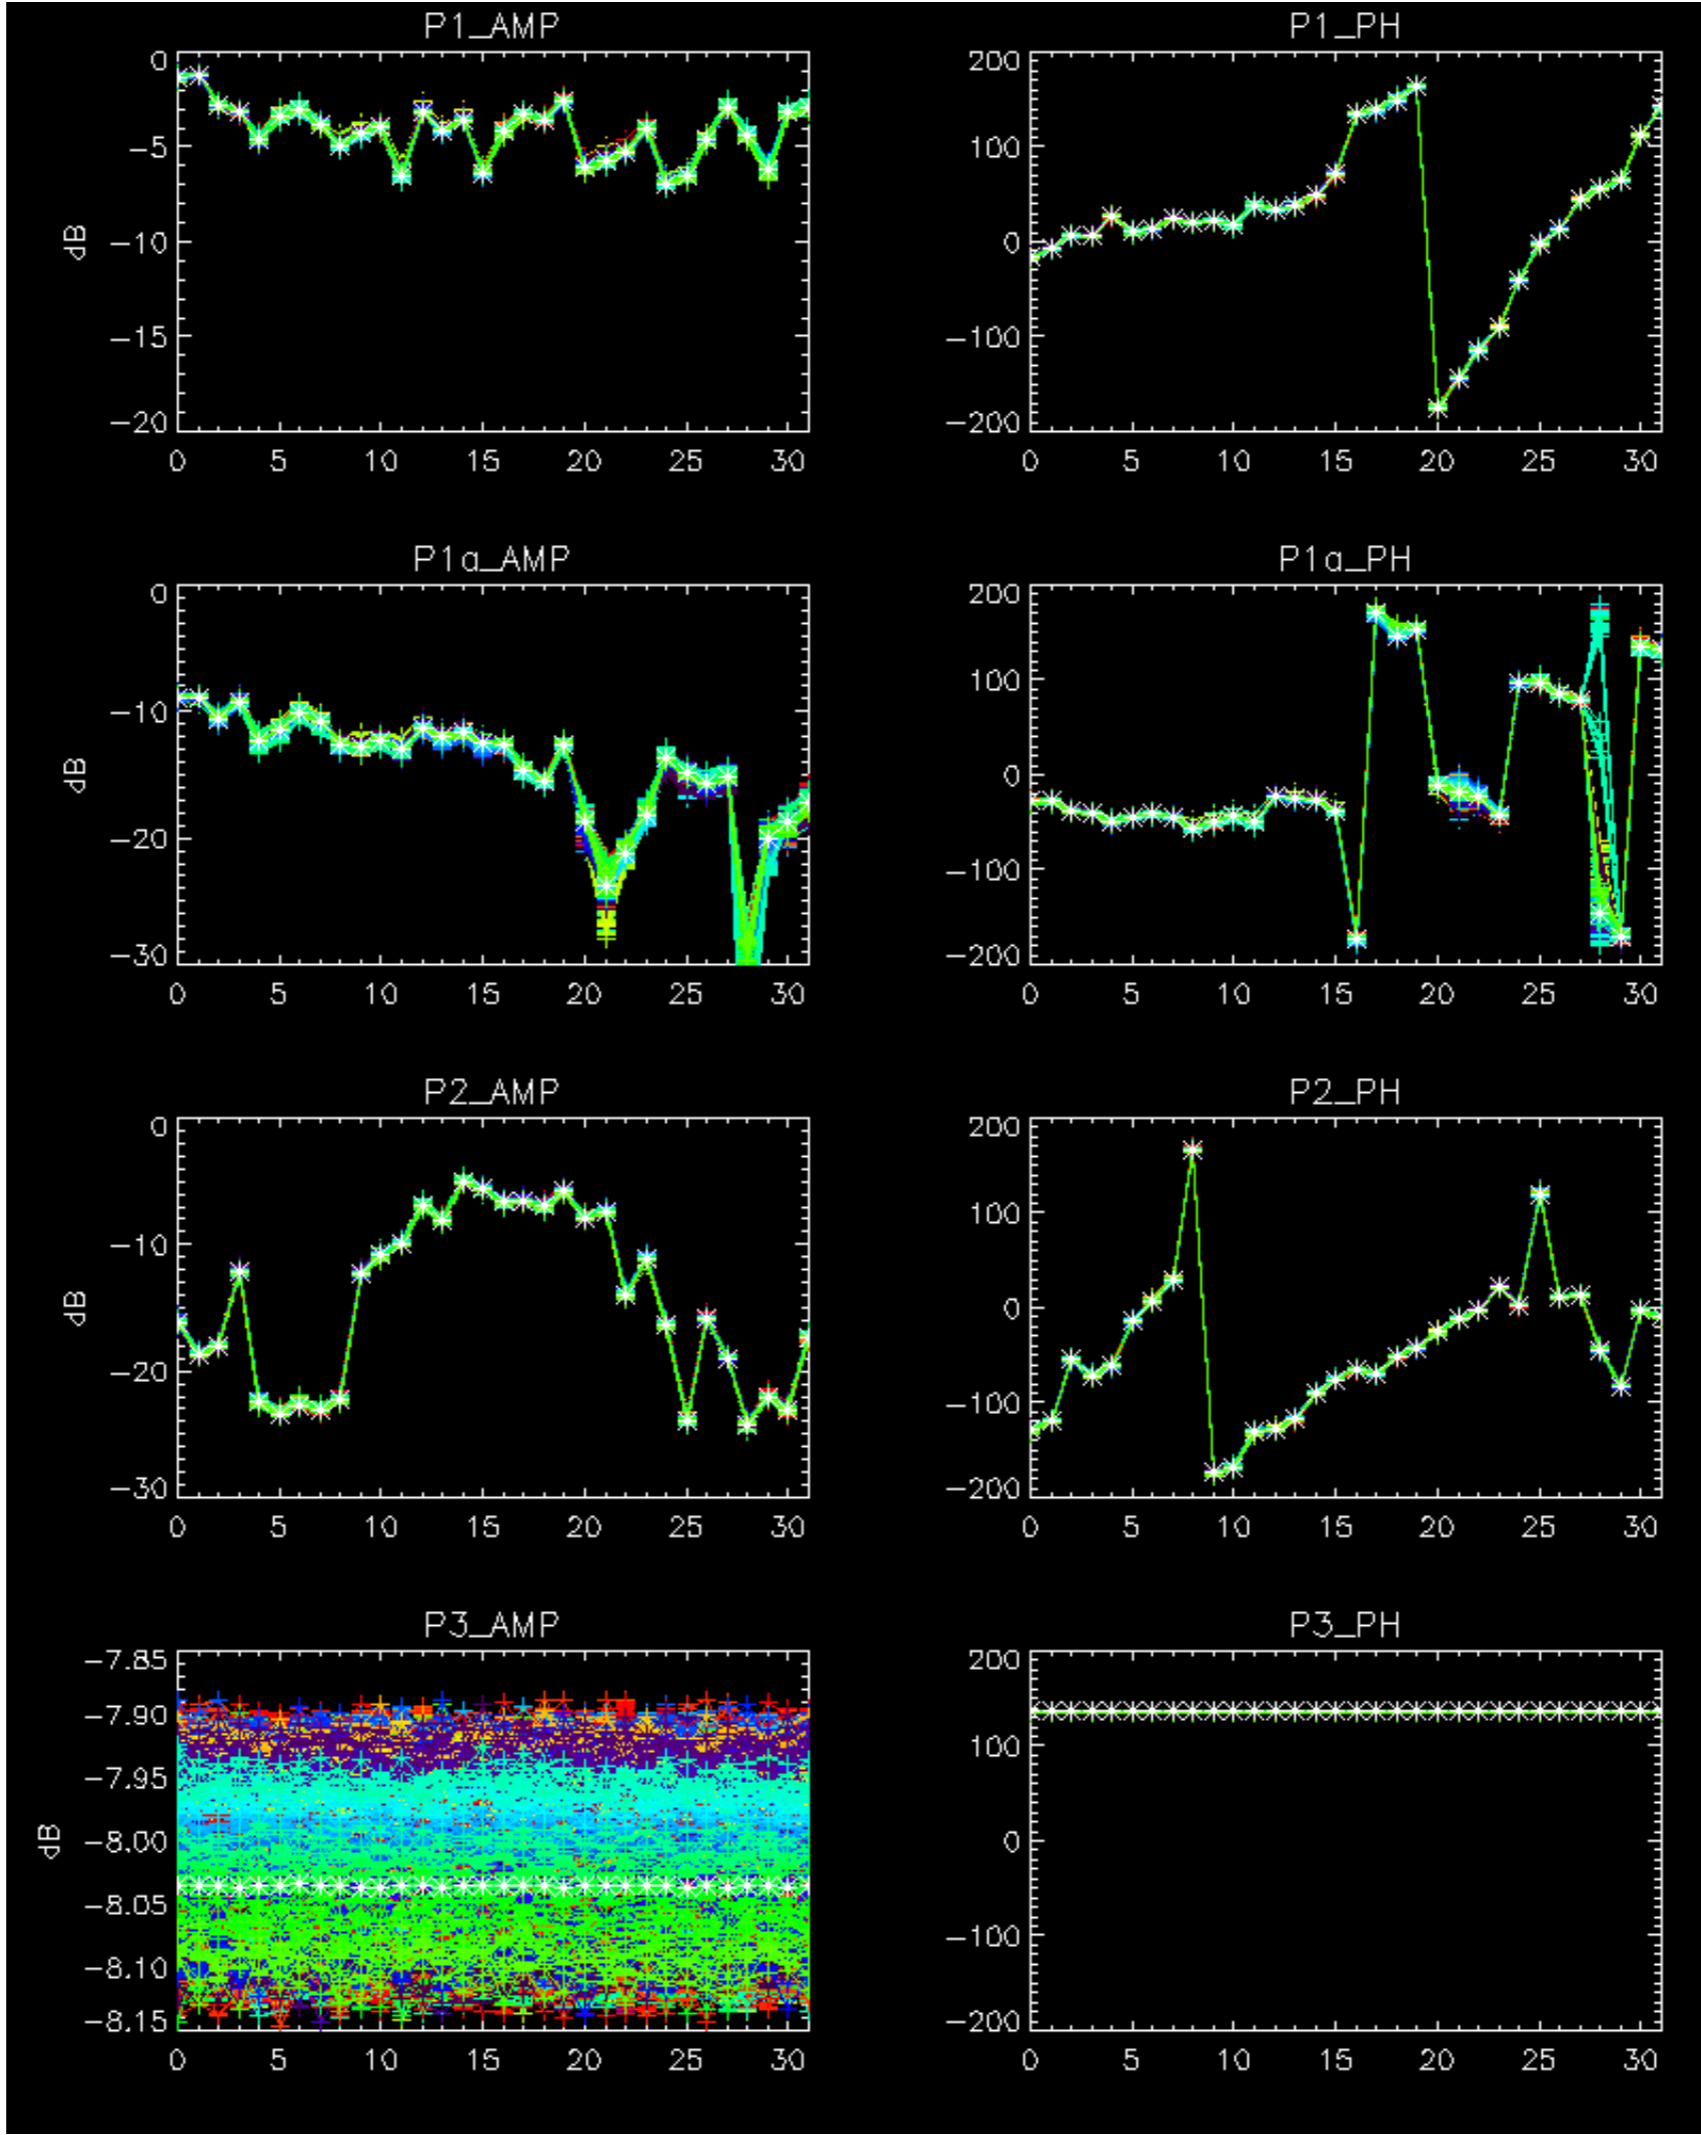 P1_AMP P1_PH
0 200
-5 100
dB -10 0
-15 -100
-20 -200
0 5 10 15 20 25 30 0 5 10 15 20 25 30
P1a_AMP P1a_PH
0 200
-10 100
dB 0
-20 -100
-30 -200
0 5 10 15 20 25 30 0 5 10 15 20 25 30
P2_AMP P2_PH
0 200
-10 100
dB 0
-20 -100
-30 -200
0 5 10 15 20 25 30 0 5 10 15 20 25 30
P3_AMP P3_PH
-7.85 200
-7.90 100
-7.95
dB -8.00 0
-8.05 -100
-8.10
-8.15 -200
0 5 10 15 20 25 30 0 5 10 15 20 25 30